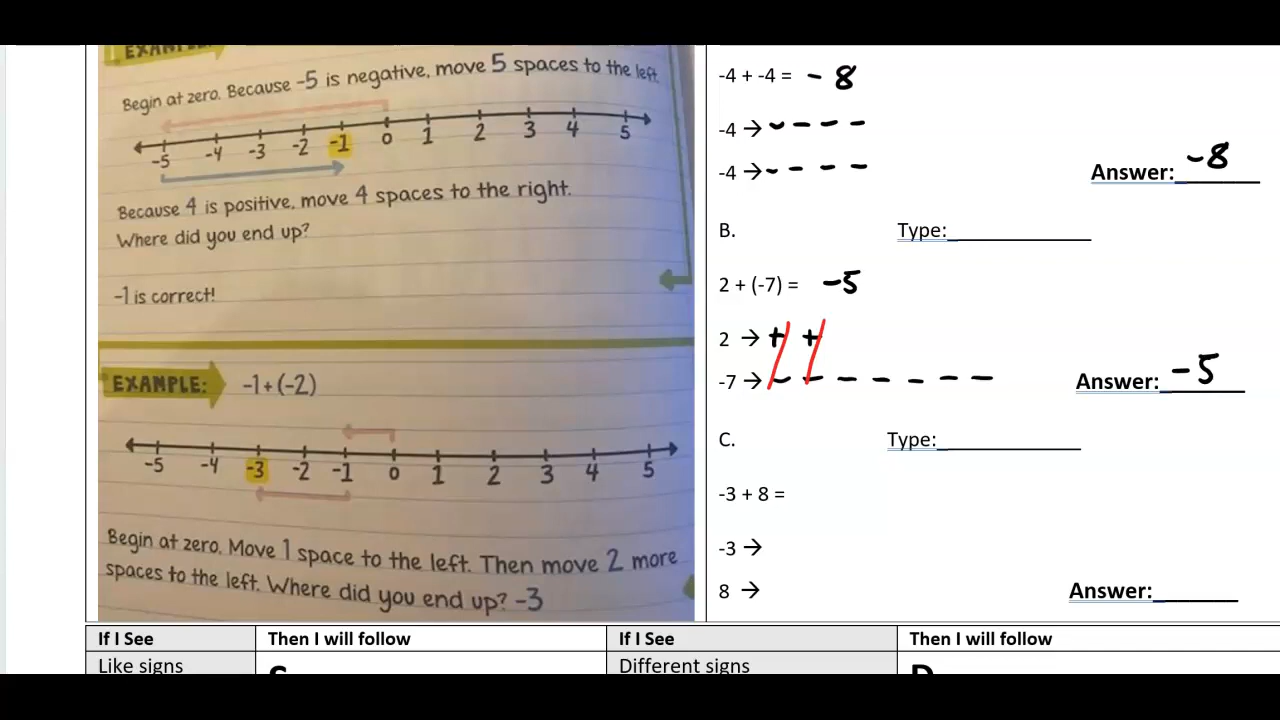 EXAMPLE:
Begin at zero. Because -5 is negative, move 5 spaces to the left.
-5 -4 -3 -2 -1 0 1 2 3 4 5
Because 4 is positive, move 4 spaces to the right.
Where did you end up?
-1 is correct!
EXAMPLE: -1+(-2)
-5 -4 -3 -2 -1 0 1 2 3 4 5
Begin at zero. Move 1 space to the left. Then move 2 more
spaces to the left. Where did you end up? -3
-4 + -4 = -8
-4 → - - - -
-4 → - - - -
Answer: -8
B. Type:
2 + (-7) = -5
2 → + +
-7 → - - - - - - -
Answer: -5
C. Type:
-3 + 8 =
-3 →
8 →
Answer:
If I See Then I will follow If I See Then I will follow
Like signs Different signs